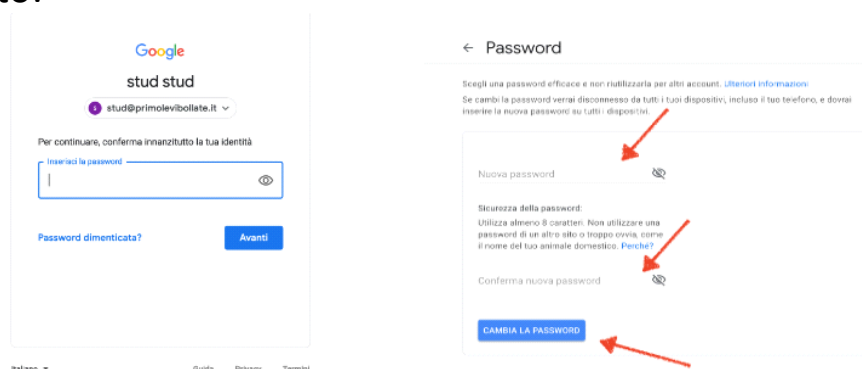 Google
stud stud
stud@primolevibollate.it
Per continuare, conferma innanzitutto la tua identità
Inserisci la password
Password dimenticata?
Avanti
Italiano
Guida Privacy Termini
← Password
Scegli una password efficace e non riutilizzarla per altri account. Ulteriori informazioni
Se cambi la password verrai disconnesso da tutti i tuoi dispositivi, incluso il tuo telefono, e dovrai
inserire la nuova password su tutti i dispositivi.
Nuova password
Sicurezza della password:
Utilizza almeno 8 caratteri. Non utilizzare una
password di un altro sito o troppo ovvia, come
il nome del tuo animale domestico. Perché?
Conferma nuova password
CAMBIA LA PASSWORD